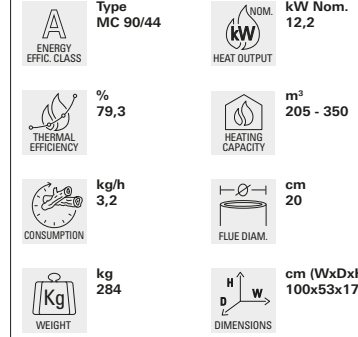 A
ENERGY
EFFIC. CLASS
Type
MC 90/44
NOM.
kW
HEAT OUTPUT
kW Nom.
12,2
THERMAL
EFFICIENCY
%
79,3
HEATING
CAPACITY
m³
205 - 350
CONSUMPTION
kg/h
3,2
Ø
FLUE DIAM.
cm
20
Kg
WEIGHT
kg
284
H
D
W
DIMENSIONS
cm (WxDx
100x53x17